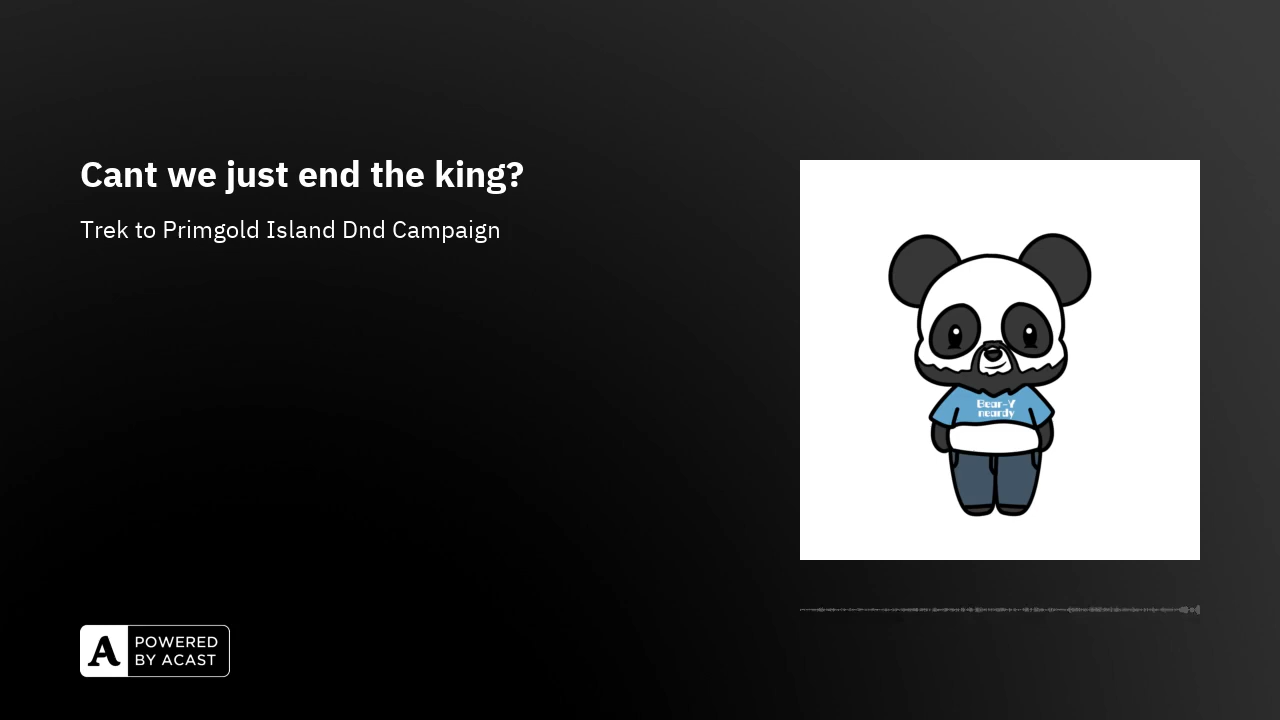 Cant we just end the king?
Trek to Primgold Island Dnd Campaign
Bear-Y
neardy
A POWERED
BY ACAST